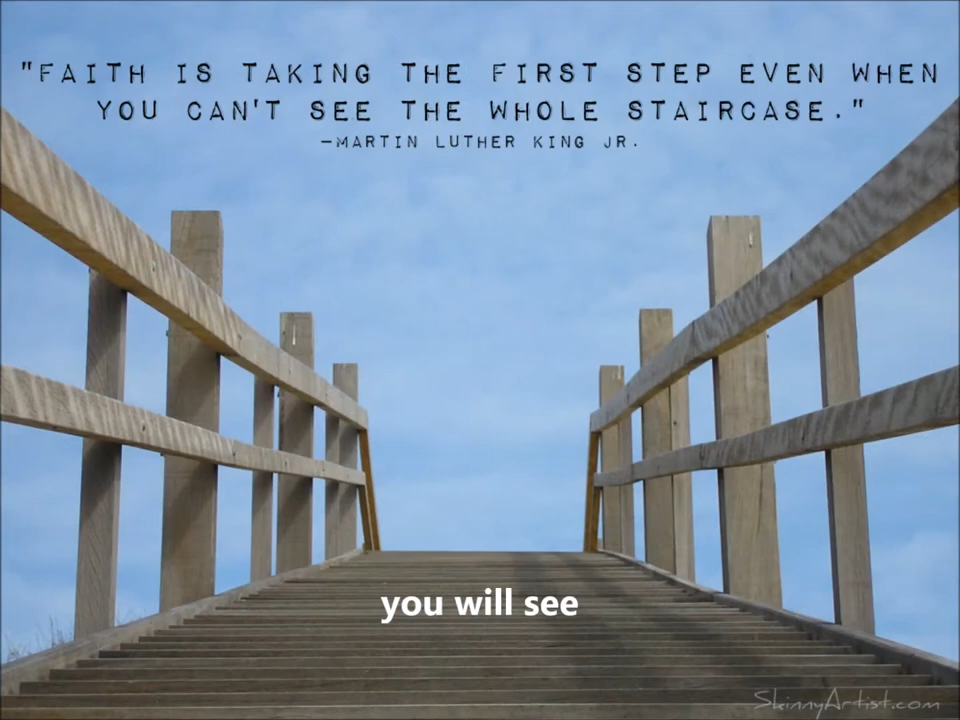 "FAITH IS TAKING THE FIRST STEP EVEN WHEN
YOU CAN'T SEE THE WHOLE STAIRCASE."
—MARTIN LUTHER KING JR.
you will see
SkinnyArtist.com